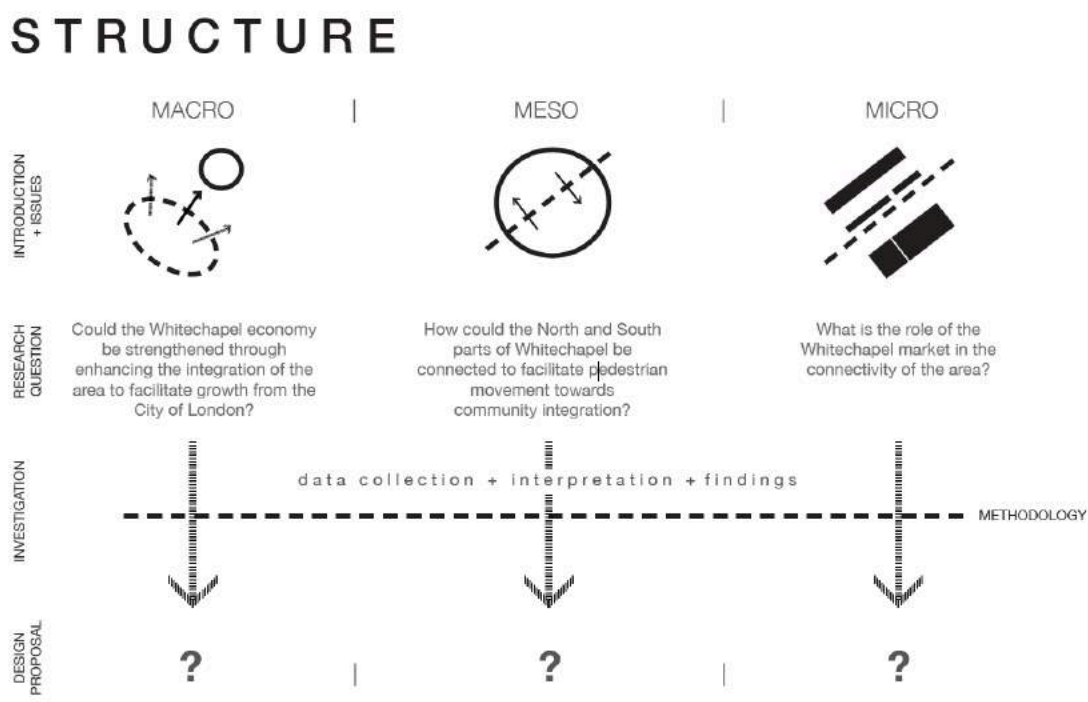 STRUCTURE
MACRO | MESO | MICRO
INTRODUCTION
+ ISSUES
RESEARCH
QUESTION
Could the Whitechapel economy
be strengthened through
enhancing the integration of the
area to facilitate growth from the
City of London?
How could the North and South
parts of Whitechapel be
connected to facilitate pedestrian
movement towards
community integration?
What is the role of the
Whitechapel market in the
connectivity of the area?
INVESTIGATION
data collection + interpretation + findings
METHODOLOGY
DESIGN
PROPOSAL
? | ? | ?